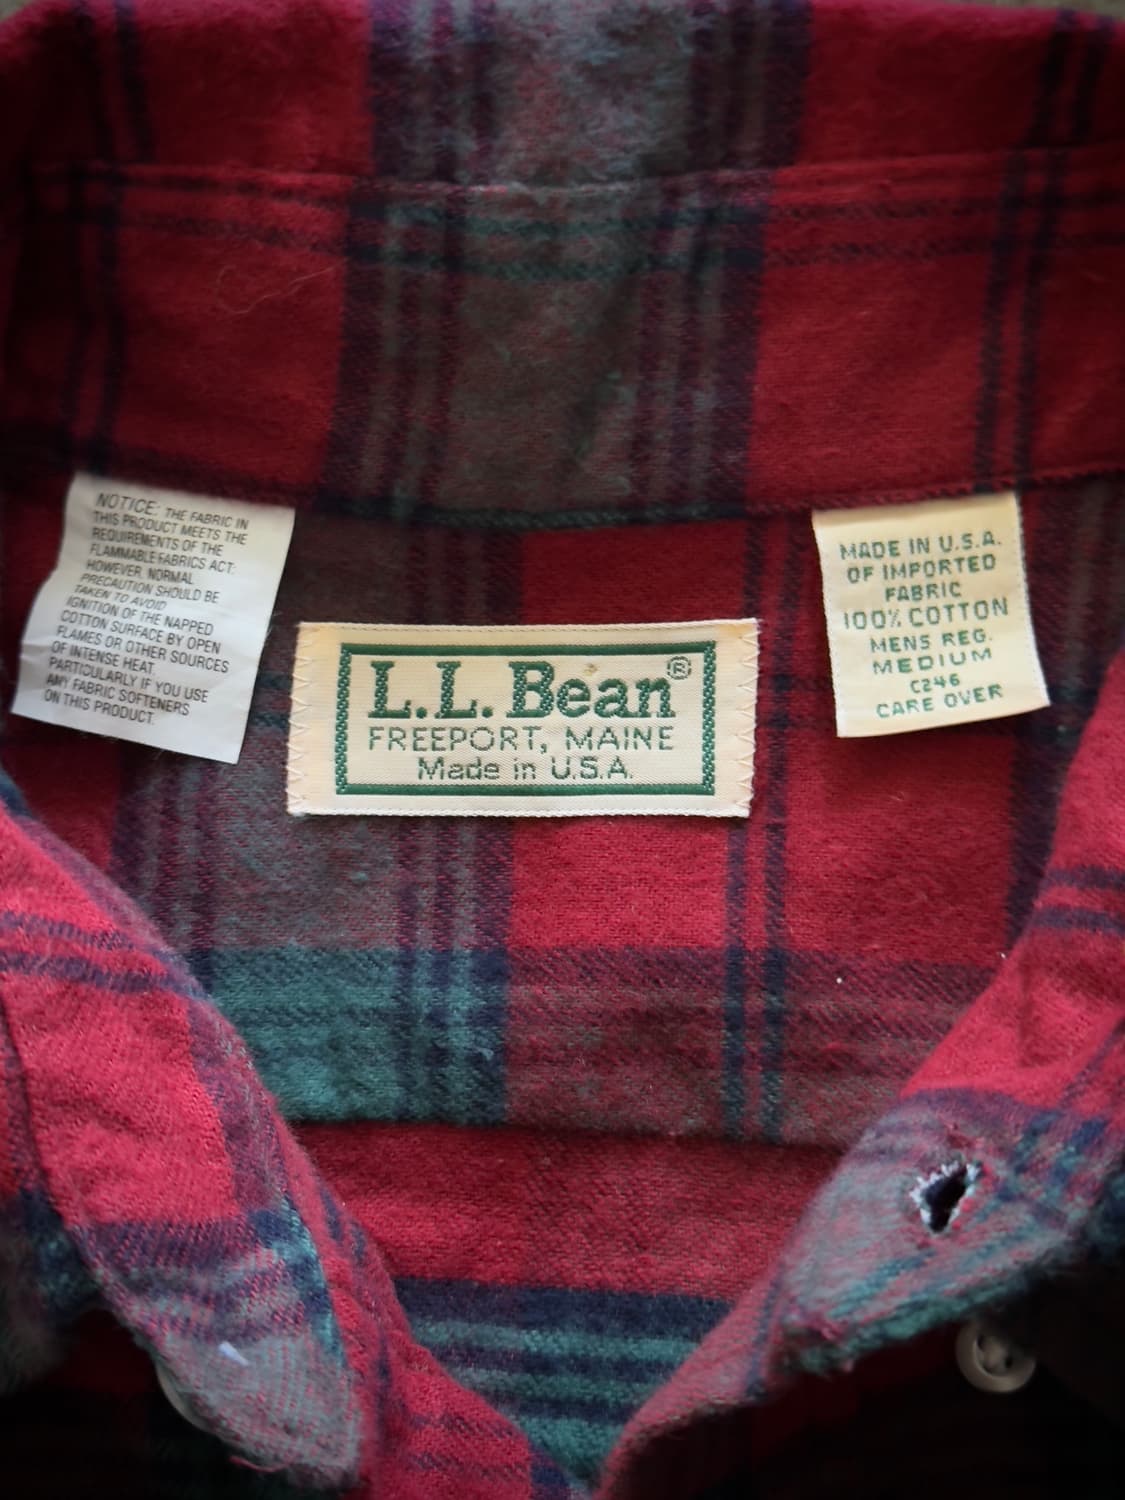 NOTICE: THE FABRIC IN
THIS PRODUCT MEETS THE
REQUIREMENTS OF THE
FLAMMABLE FABRICS ACT:
HOWEVER, NORMAL
PRECAUTION SHOULD BE
TAKEN TO AVOID
IGNITION OF THE NAPPED
COTTON SURFACE BY OPEN
FLAMES OR OTHER SOURCES
OF INTENSE HEAT,
PARTICULARLY IF YOU USE
ANY FABRIC SOFTENERS
ON THIS PRODUCT.
L.L.Bean®
FREEPORT, MAINE
Made in U.S.A.
MADE IN U.S.A.
OF IMPORTED
FABRIC
100% COTTON
MENS REG.
MEDIUM
C246
CARE OVER